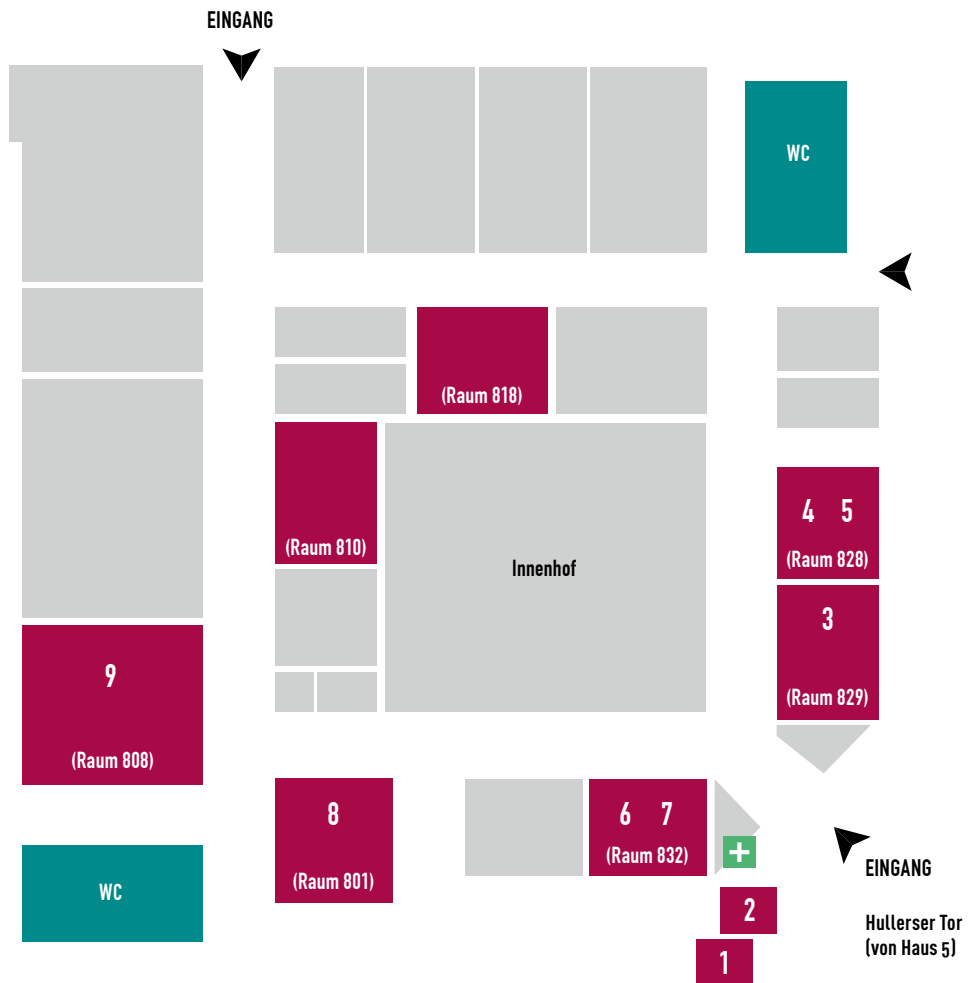 EINGANG
WC
(Raum 818)
(Raum 810)
Innenhof
4 5
(Raum 828)
3
(Raum 829)
9
(Raum 808)
8
(Raum 801)
6 7
(Raum 832)
WC
+
2
1
EINGANG
Hullerser Tor
(von Haus 5)